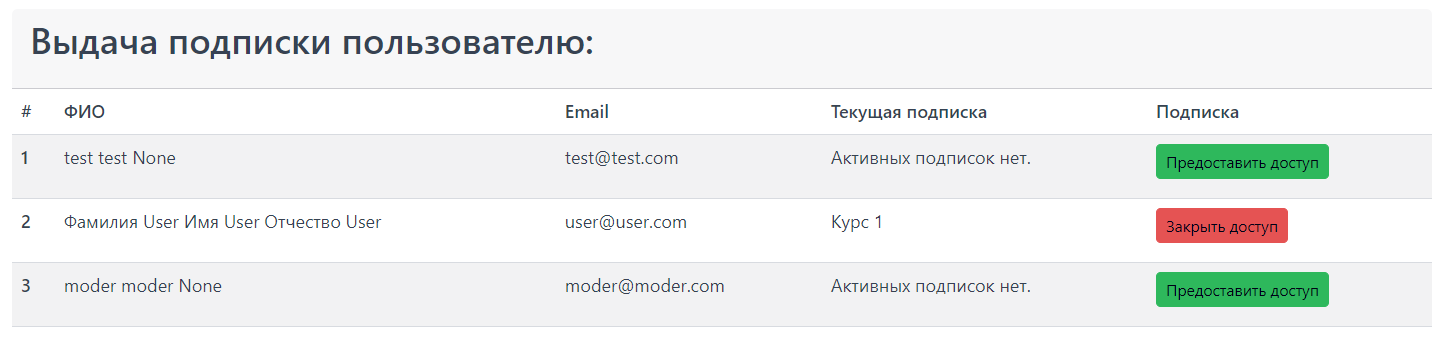 Выдача подписки пользователю:
# ФИО Email Текущая подписка Подписка
1 test test None test@test.com Активных подписок нет. Предоставить доступ
2 Фамилия User Имя User Отчество User user@user.com Курс 1 Закрыть доступ
3 moder moder None moder@moder.com Активных подписок нет. Предоставить доступ